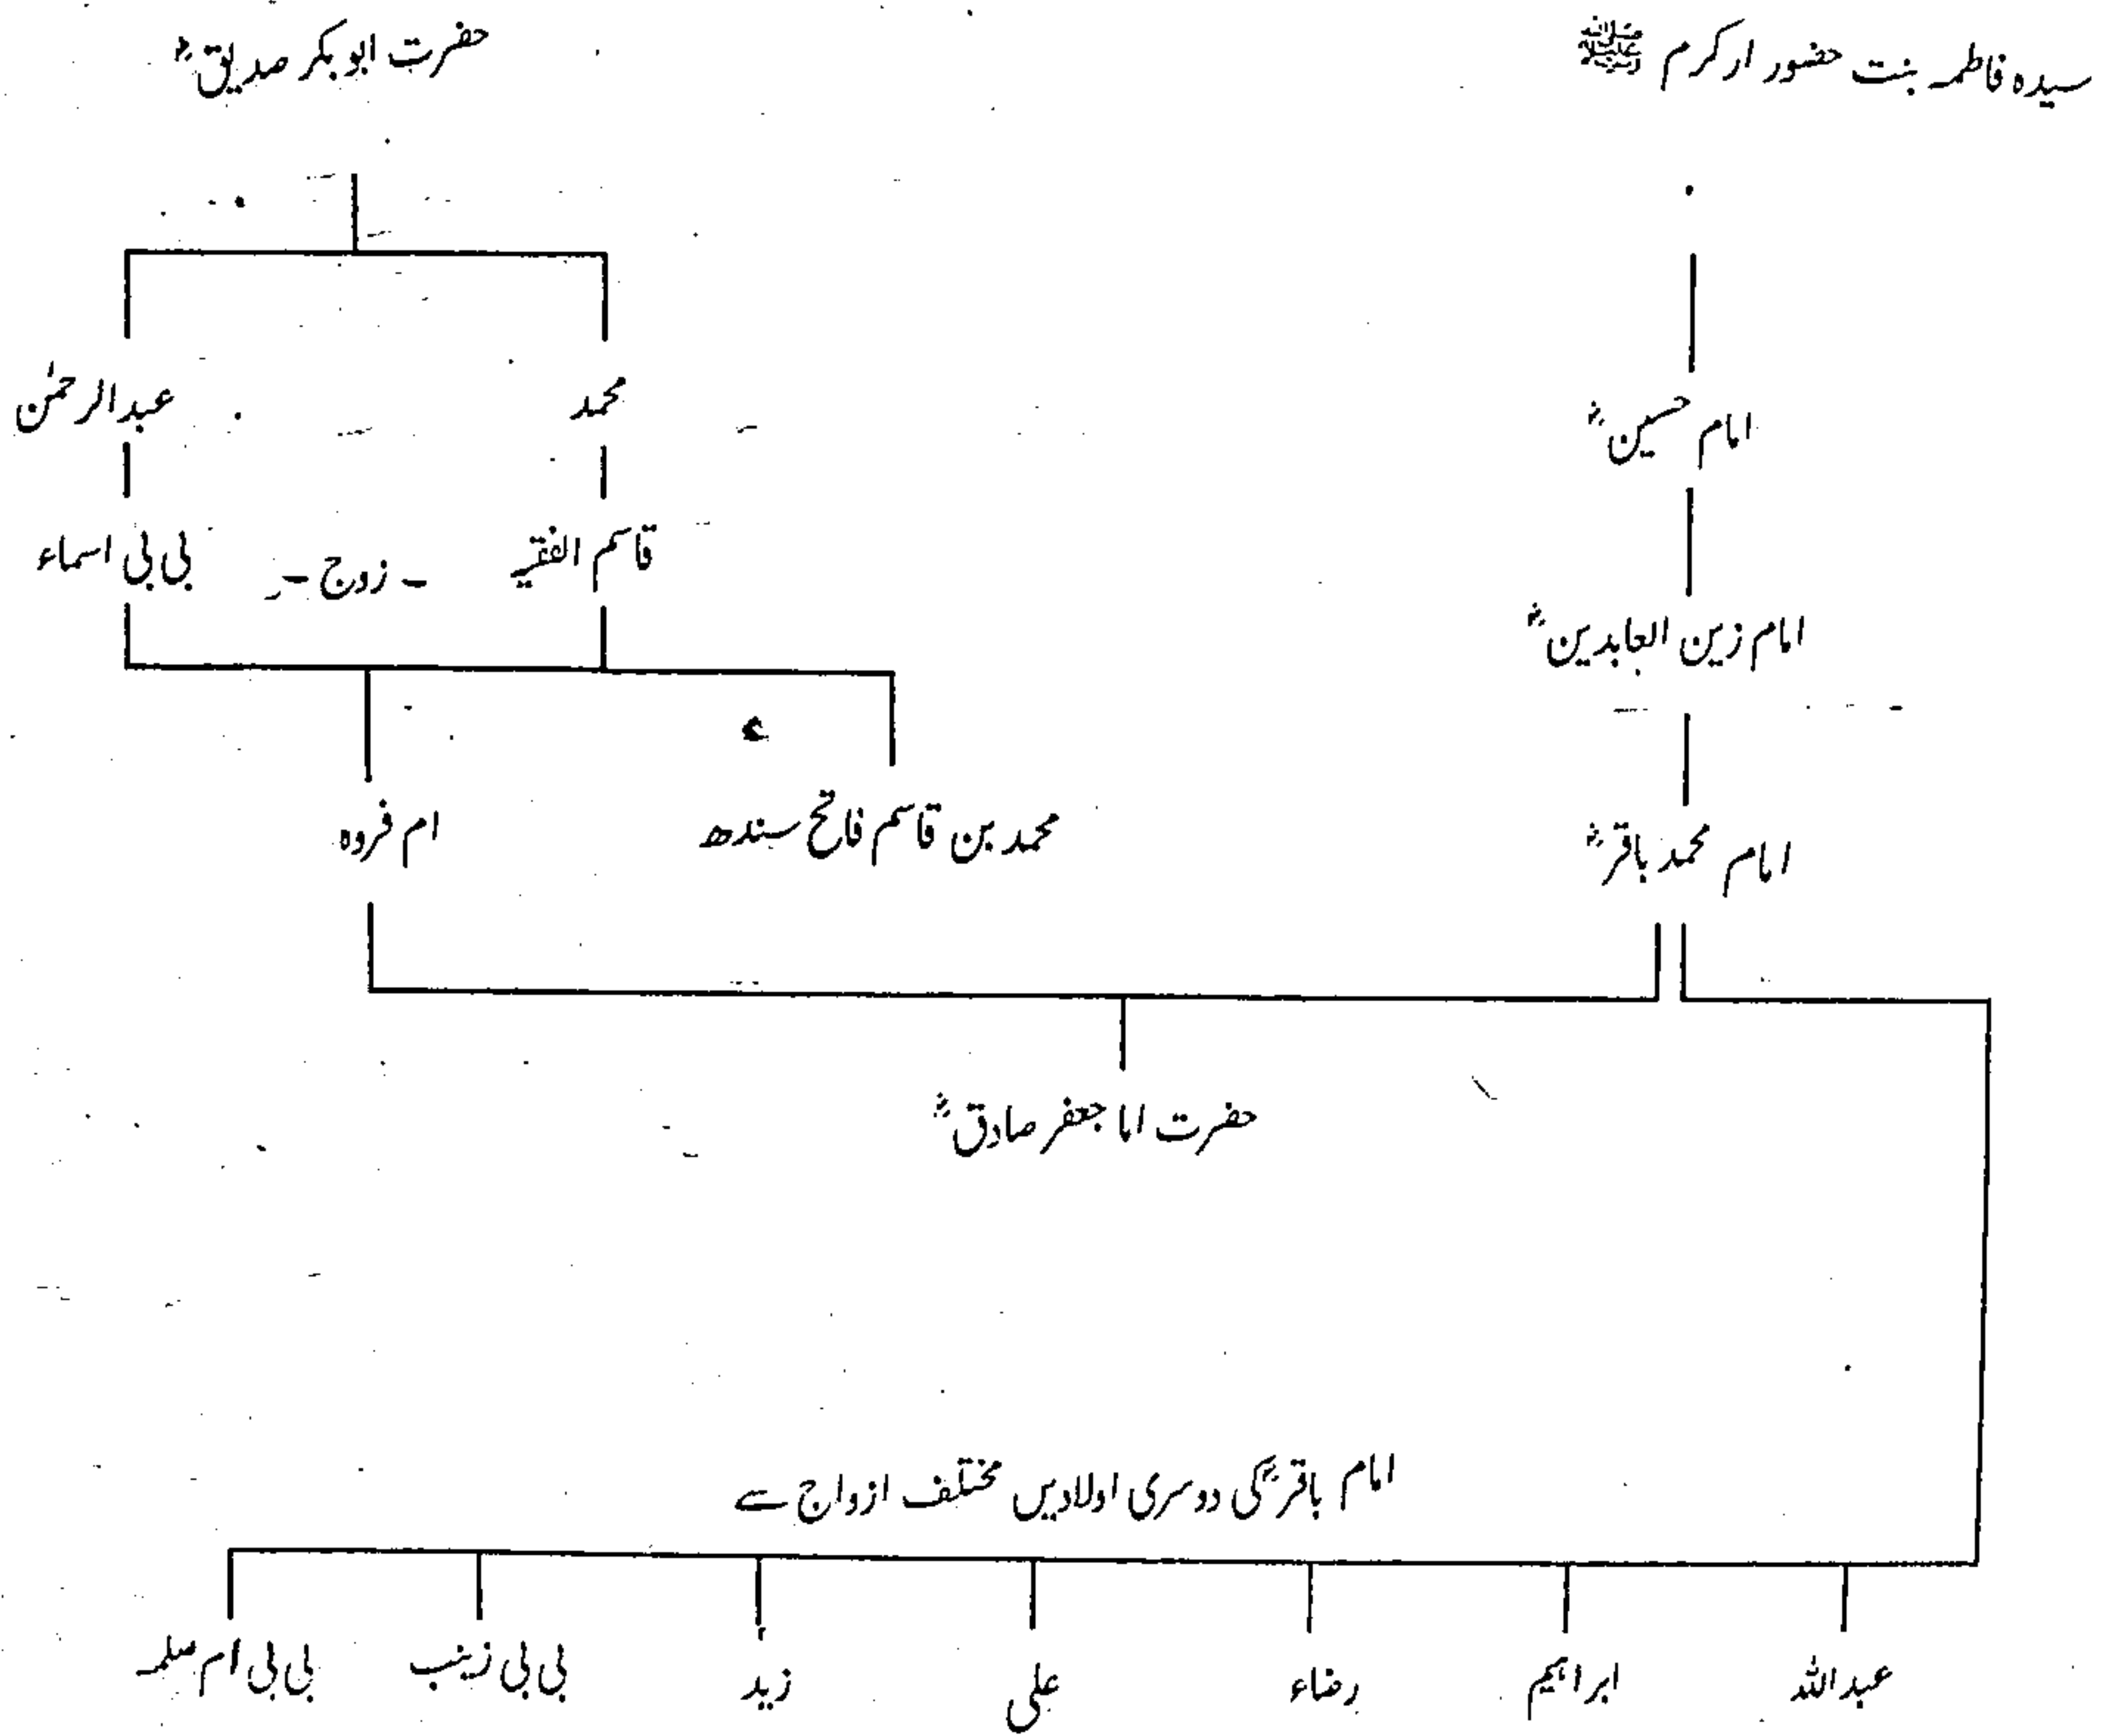 سیدہ فاطمہ بنت حضور اکرم ﷺ
حضرت ابو بکر صدیقؓ
امام حسینؓ
امام زین العابدینؓ
امام محمد باقرؓ
محمد
عبدالرحمٰن
قاسم الفقیر
- زوج -
بی بی اسماء
محمد بن قاسم فاتح سندھ
ام فروہ
حضرت اما جعفر صادقؓ
امام باقرؓ کی دوسری اولادیں مختلف ازواج سے
عبداللہ
ابراہیم
رضاء
علی
زید
بی بی زینب
بی بی ام سلمہ